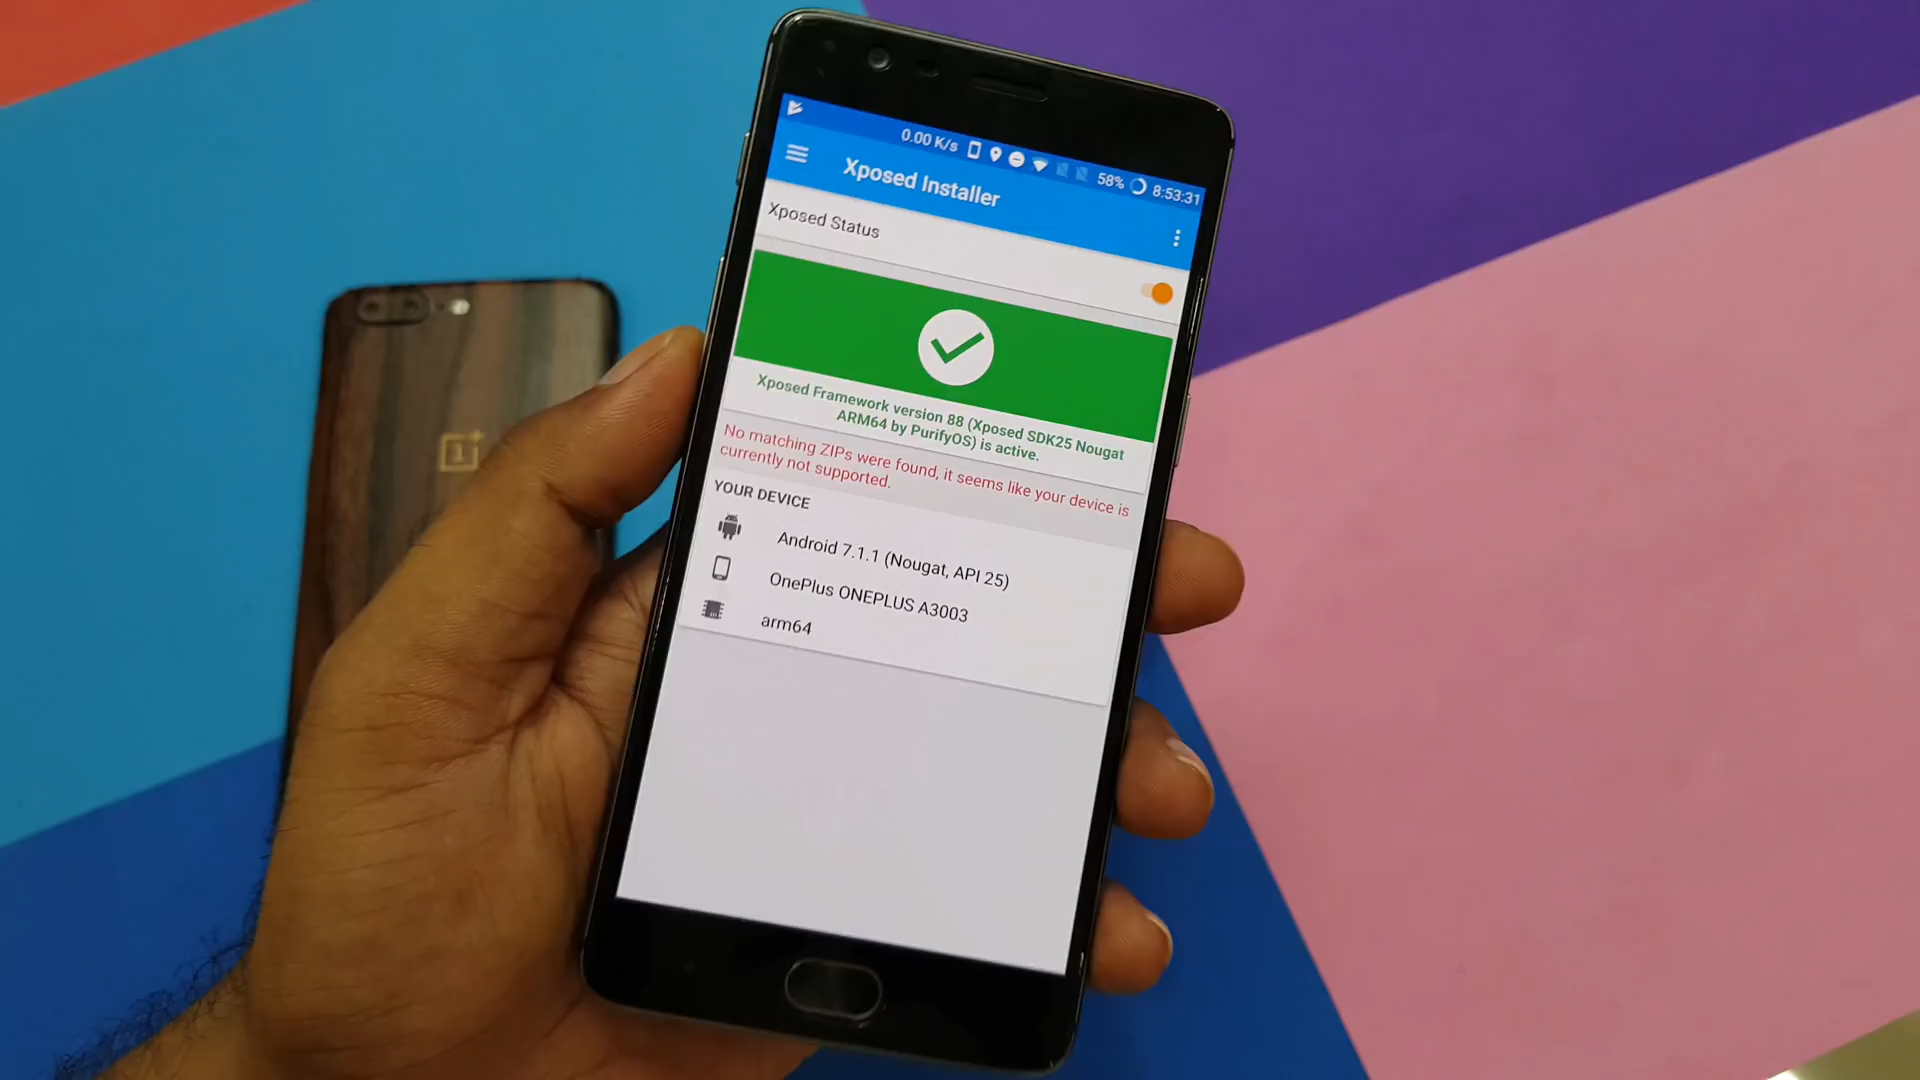 0.00 K/s 58% 8:53:31
Xposed Installer
Xposed Status
Xposed Framework version 88 (Xposed SDK25 Nougat
ARM64 by PurifyOS) is active.
No matching ZIPs were found, it seems like your device is
currently not supported.
YOUR DEVICE
Android 7.1.1 (Nougat, API 25)
OnePlus ONEPLUS A3003
arm64
1+